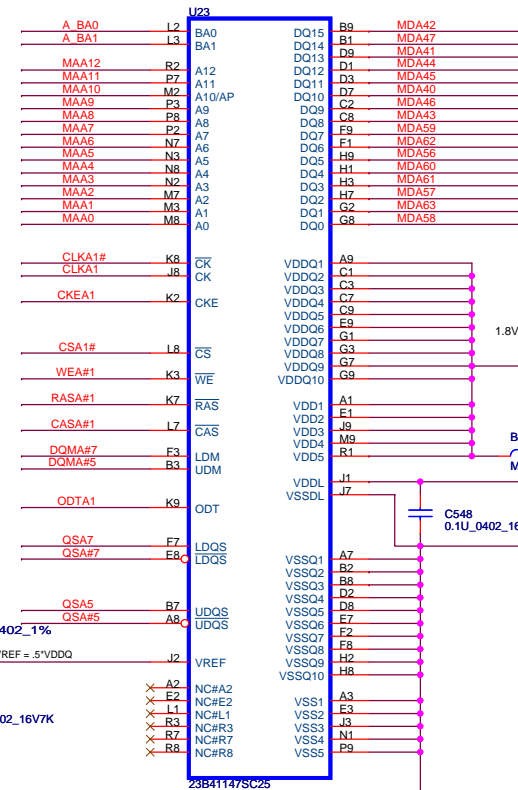 U23
A_BA0 L2 BA0 DQ15 B9 MDA42
A_BA1 L3 BA1 DQ14 B1 MDA47
DQ13 D9 MDA41
MAA12 R2 A12 DQ12 D1 MDA44
MAA11 P7 A11 DQ11 D3 MDA45
MAA10 M2 A10/AP DQ10 D7 MDA40
MAA9 P3 A9 DQ9 C2 MDA46
MAA8 P8 A8 DQ8 C8 MDA43
MAA7 P2 A7 DQ7 F9 MDA59
MAA6 N7 A6 DQ6 F1 MDA62
MAA5 N3 A5 DQ5 H9 MDA56
MAA4 N8 A4 DQ4 H1 MDA60
MAA3 N2 A3 DQ3 H3 MDA61
MAA2 M7 A2 DQ2 H7 MDA57
MAA1 M3 A1 DQ1 G2 MDA63
MAA0 M8 A0 DQ0 G8 MDA58
CLKA1# K8 CK VDDQ1 A9
CLKA1 J8 CK VDDQ2 C1
VDDQ3 C3
CKEA1 K2 CKE VDDQ4 C7
VDDQ5 C9
VDDQ6 E9
VDDQ7 G1 1.8V
CSA1# L8 CS VDDQ8 G3
VDDQ9 G7
WEA#1 K3 WE VDDQ10 G9
RASA#1 K7 RAS VDD1 A1
VDD2 E1
CASA#1 L7 CAS VDD3 J9
VDD4 M9 B
DQMA#7 F3 LDM VDD5 R1
DQMA#5 B3 UDM M
VDDL J1
VSSDL J7
ODTA1 K9 ODT
C548
0.1U_0402_16
QSA7 F7 LDQS
QSA#7 E8 LDQS VSSQ1 A7
VSSQ2 B2
VSSQ3 B8
VSSQ4 D2
QSA5 B7 UDQS VSSQ5 D8
QSA#5 A8 UDQS VSSQ6 E7
402_1% VSSQ7 F2
VSSQ8 F8
REF = .5*VDDQ J2 VREF VSSQ9 H2
VSSQ10 H8
A2 NC#A2
E2 NC#E2 VSS1 A3
L1 NC#L1 VSS2 E3
02_16V7K R3 NC#R3 VSS3 J3
R7 NC#R7 VSS4 N1
R8 NC#R8 VSS5 P9
23B41147SC25